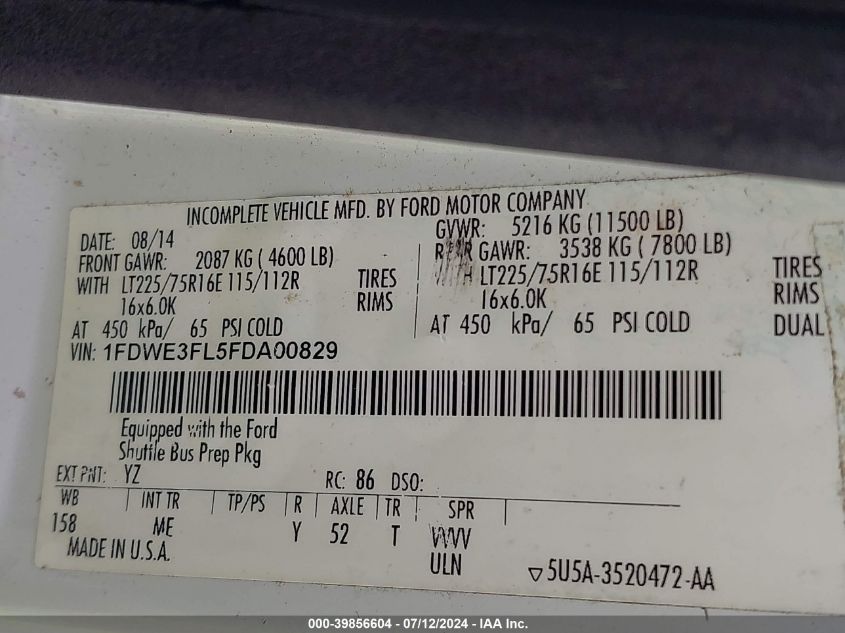 INCOMPLETE VEHICLE MFD. BY FORD MOTOR COMPANY
DATE: 08/14 GVWR: 5216 KG (11500 LB)
FRONT GAWR: 2087 KG ( 4600 LB) REAR GAWR: 3538 KG ( 7800 LB)
WITH LT225/75R16E 115/112R TIRES WITH LT225/75R16E 115/112R TIRES
16x6.0K RIMS 16x6.0K RIMS
AT 450 kPa/ 65 PSI COLD AT 450 kPa/ 65 PSI COLD DUAL
VIN: 1FDWE3FL5FDA00829
Equipped with the Ford
Shuttle Bus Prep Pkg
EXT PNT: YZ RC: 86 DSO:
WB INT TR TP/PS R AXLE TR SPR
158 ME Y 52 T VVVV
MADE IN U.S.A. ULN
5U5A-3520472-AA
000-39856604 - 07/12/2024 - IAA Inc.